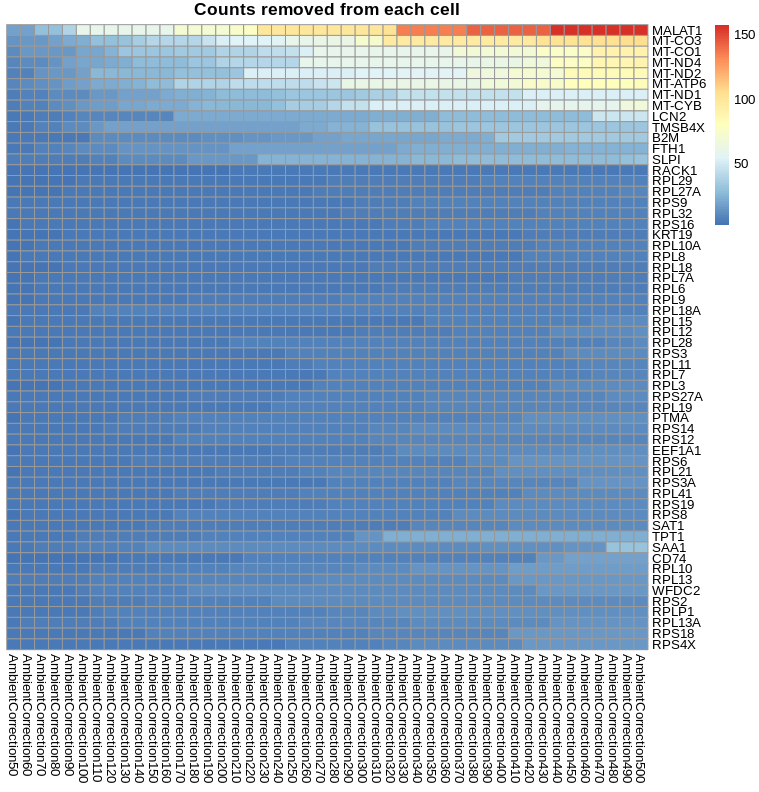 Counts removed from each cell
MALAT1
MT-CO3
MT-CO1
MT-ND4
MT-ND2
MT-ATP6
MT-ND1
MT-CYB
LCN2
TMSB4X
B2M
FTH1
SLPI
RACK1
RPL29
RPL27A
RPS9
RPL32
RPS16
KRT19
RPL10A
RPL8
RPL18
RPL7A
RPL6
RPL9
RPL18A
RPL15
RPL12
RPL28
RPS3
RPL11
RPL7
RPL3
RPS27A
RPL19
PTMA
RPS14
RPS12
EEF1A1
RPS6
RPL21
RPS3A
RPL41
RPS19
RPS8
SAT1
TPT1
SAA1
CD74
RPL10
RPL13
WFDC2
RPS2
RPLP1
RPL13A
RPS18
RPS4X
150
100
50
AmbientCorrection50
AmbientCorrection60
AmbientCorrection70
AmbientCorrection80
AmbientCorrection90
AmbientCorrection100
AmbientCorrection110
AmbientCorrection120
AmbientCorrection130
AmbientCorrection140
AmbientCorrection150
AmbientCorrection160
AmbientCorrection170
AmbientCorrection180
AmbientCorrection190
AmbientCorrection200
AmbientCorrection210
AmbientCorrection220
AmbientCorrection230
AmbientCorrection240
AmbientCorrection250
AmbientCorrection260
AmbientCorrection270
AmbientCorrection280
AmbientCorrection290
AmbientCorrection300
AmbientCorrection310
AmbientCorrection320
AmbientCorrection330
AmbientCorrection340
AmbientCorrection350
AmbientCorrection360
AmbientCorrection370
AmbientCorrection380
AmbientCorrection390
AmbientCorrection400
AmbientCorrection410
AmbientCorrection420
AmbientCorrection430
AmbientCorrection440
AmbientCorrection450
AmbientCorrection460
AmbientCorrection470
AmbientCorrection480
AmbientCorrection490
AmbientCorrection500